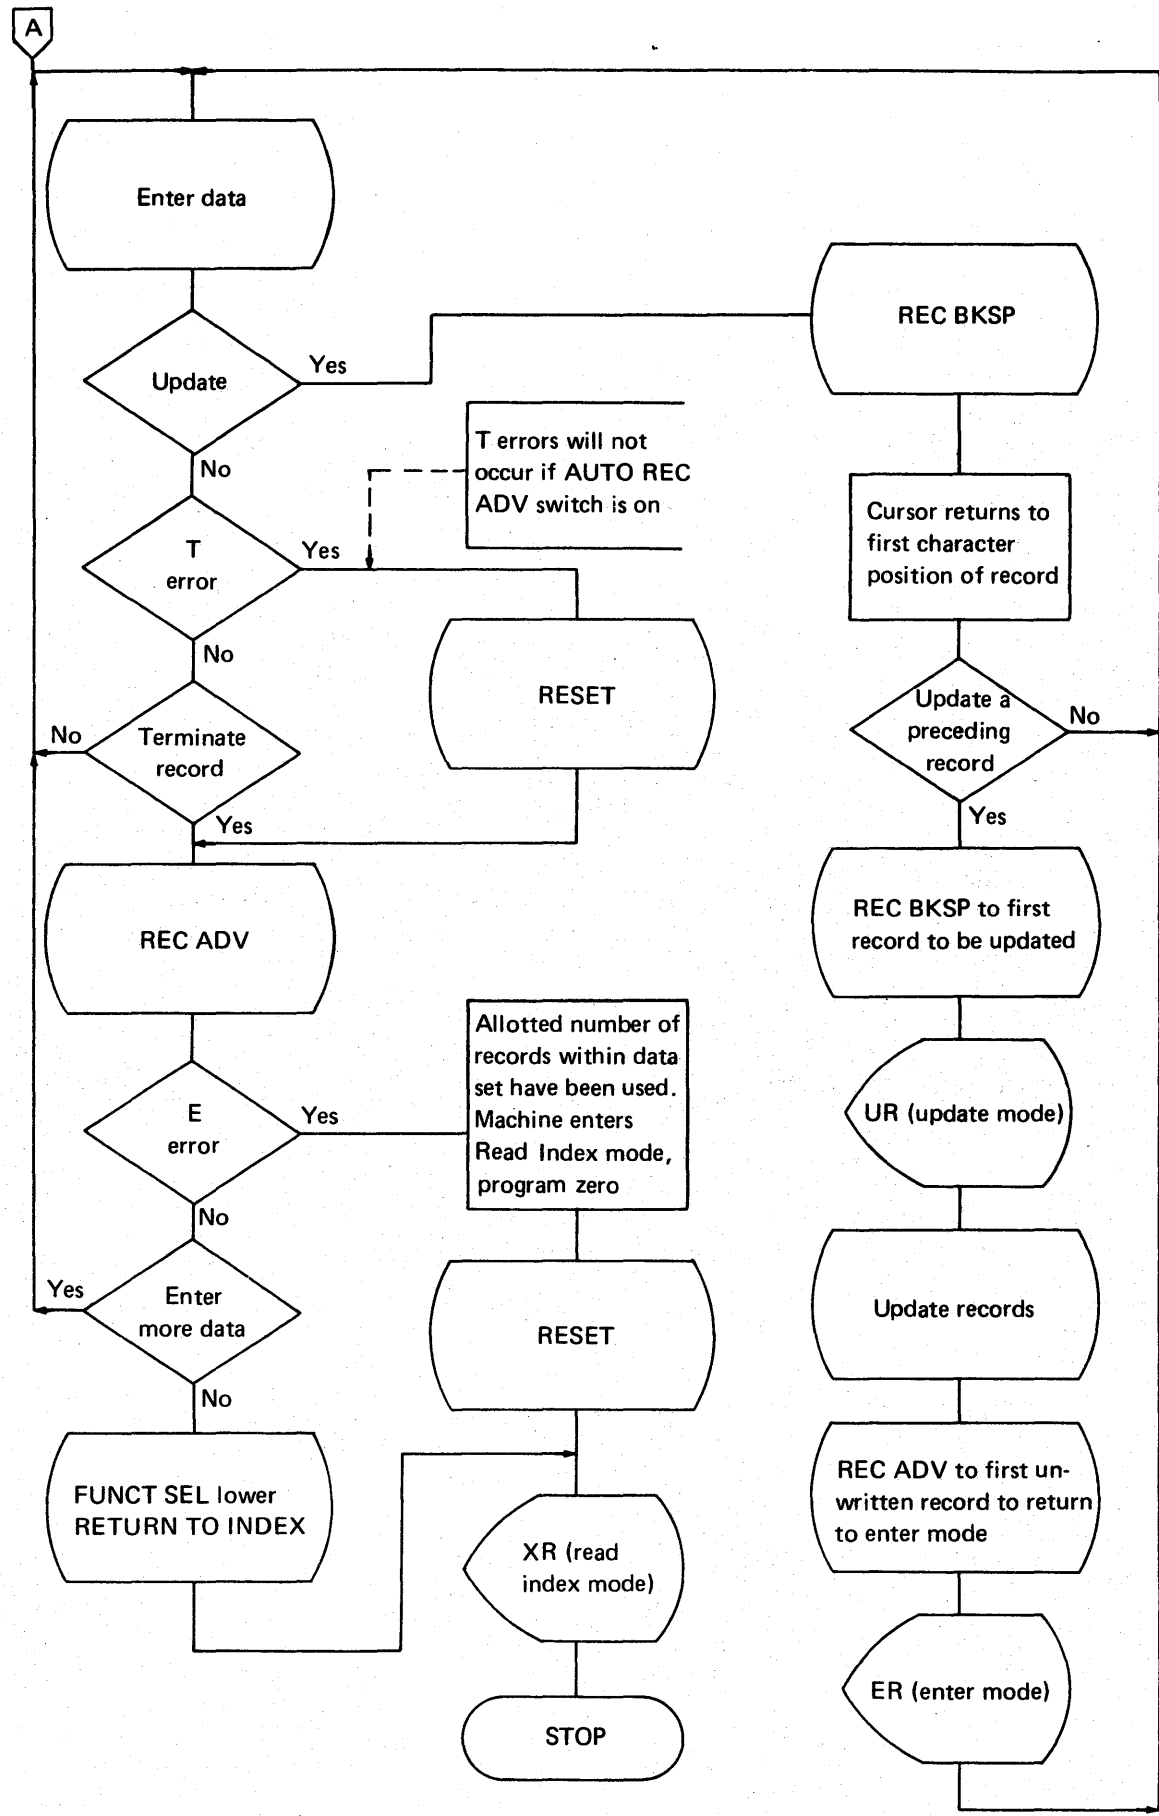 A
Enter data
Update
Yes
No
T errors will not
occur if AUTO REC
ADV switch is on
T
error
Yes
No
RESET
Terminate
record
No
Yes
REC ADV
E
error
Yes
No
Allotted number of
records within data
set have been used.
Machine enters
Read Index mode,
program zero
Enter
more data
Yes
No
RESET
FUNCT SEL lower
RETURN TO INDEX
XR (read
index mode)
STOP
REC BKSP
Cursor returns to
first character
position of record
Update a
preceding
record
No
Yes
REC BKSP to first
record to be updated
UR (update mode)
Update records
REC ADV to first un-
written record to return
to enter mode
ER (enter mode)